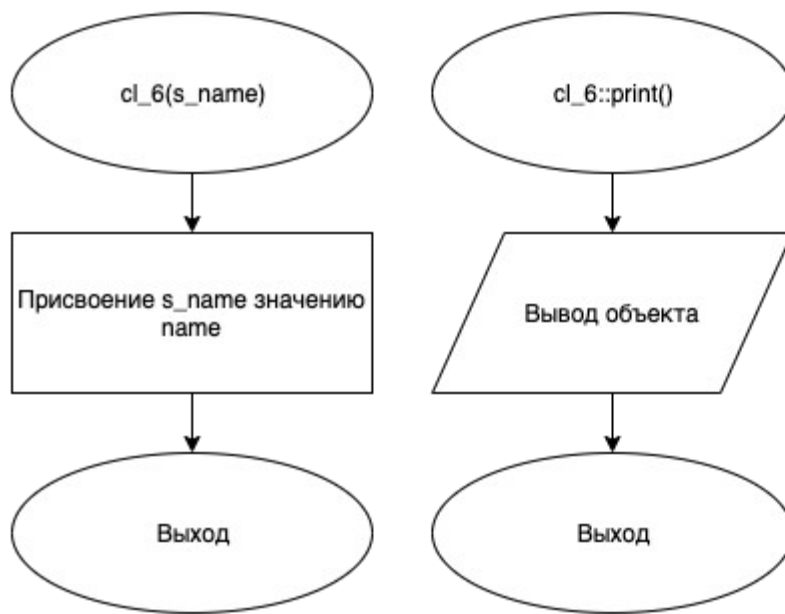 cl_6(s_name)
Присвоение s_name значению
name
Выход
cl_6::print()
Вывод объекта
Выход